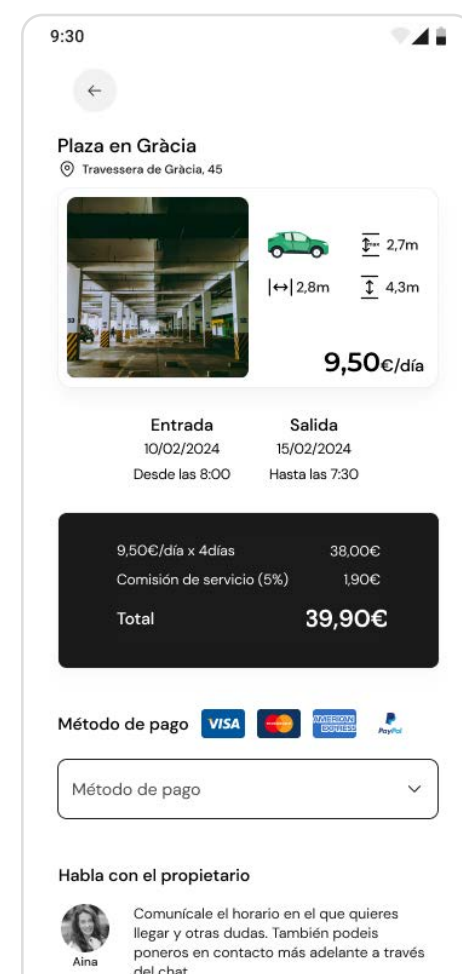 9:30
Plaza en Gràcia
Travessera de Gràcia, 45
max 2,7m
2,8m 4,3m
9,50€/día
Entrada Salida
10/02/2024 15/02/2024
Desde las 8:00 Hasta las 7:30
9,50€/día x 4días 38,00€
Comisión de servicio (5%) 1,90€
Total 39,90€
Método de pago VISA AMERICAN EXPRESS PayPal
Método de pago
Habla con el propietario
Comunícale el horario en el que quieres
llegar y otras dudas. También podeis
poneros en contacto más adelante a través
del chat
Aina